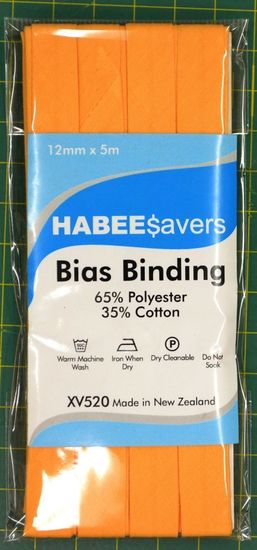 12mm x 5m
HABEE$avers
Bias Binding
65% Polyester
35% Cotton
Warm Machine Wash
Iron When Dry
Dry Cleanable
Do Not Soak
XV520 Made in New Zealand